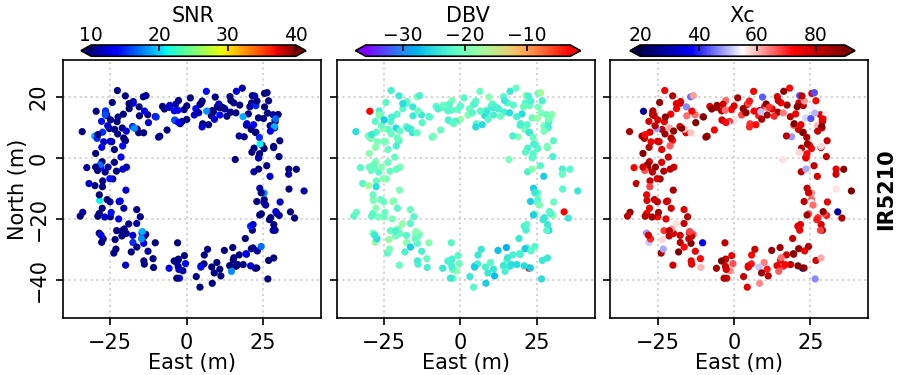 SNR DBV Xc
10 20 30 40 −30 −20 −10 20 40 60 80
20
0
−20
−40
North (m)
−25 0 25 −25 0 25 −25 0 25
East (m) East (m) East (m)
IR5210